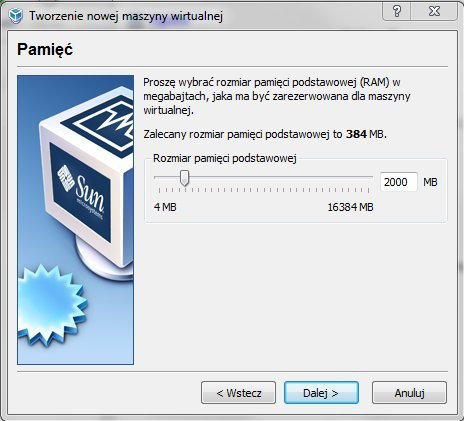 Tworzenie nowej maszyny wirtualnej
Pamięć
Proszę wybrać rozmiar pamięci podstawowej (RAM) w
megabajtach, jaka ma być zarezerwowana dla maszyny
wirtualnej.
Zalecany rozmiar pamięci podstawowej to 384 MB.
Rozmiar pamięci podstawowej
2000 MB
4 MB 16384 MB
Sun
microsystems
< Wstecz Dalej > Anuluj